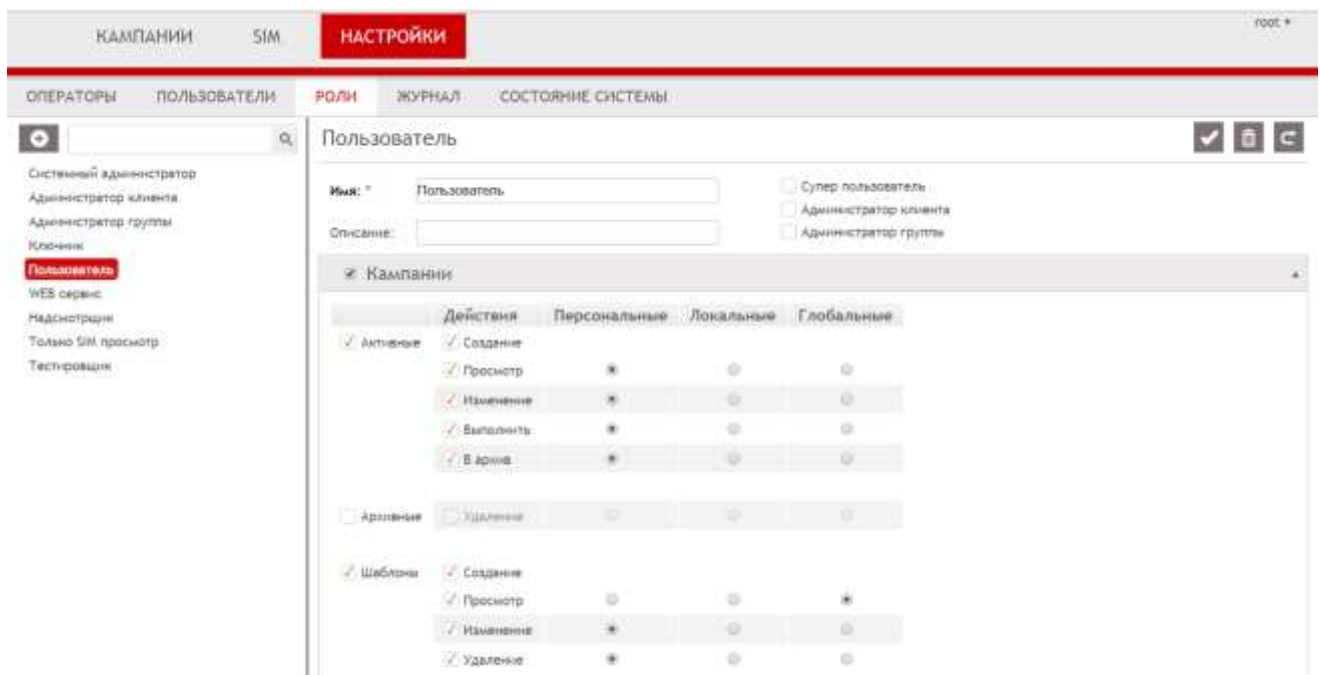 root
КАМПАНИИ SIM НАСТРОЙКИ
ОПЕРАТОРЫ ПОЛЬЗОВАТЕЛИ РОЛИ ЖУРНАЛ СОСТОЯНИЕ СИСТЕМЫ
Пользователь
Системный администратор
Администратор клиента
Администратор группы
Ключник
Пользователь
WEB сервис
Надсмотрщик
Только SIM просмотр
Тестировщик
Имя: * Пользователь
Описание:
Супер пользователь
Администратор клиента
Администратор группы
Кампании
Действия Персональные Локальные Глобальные
Активные Создание
Просмотр
Изменение
Выполнить
В архив
Архивные Удаление
Шаблоны Создание
Просмотр
Изменение
Удаление